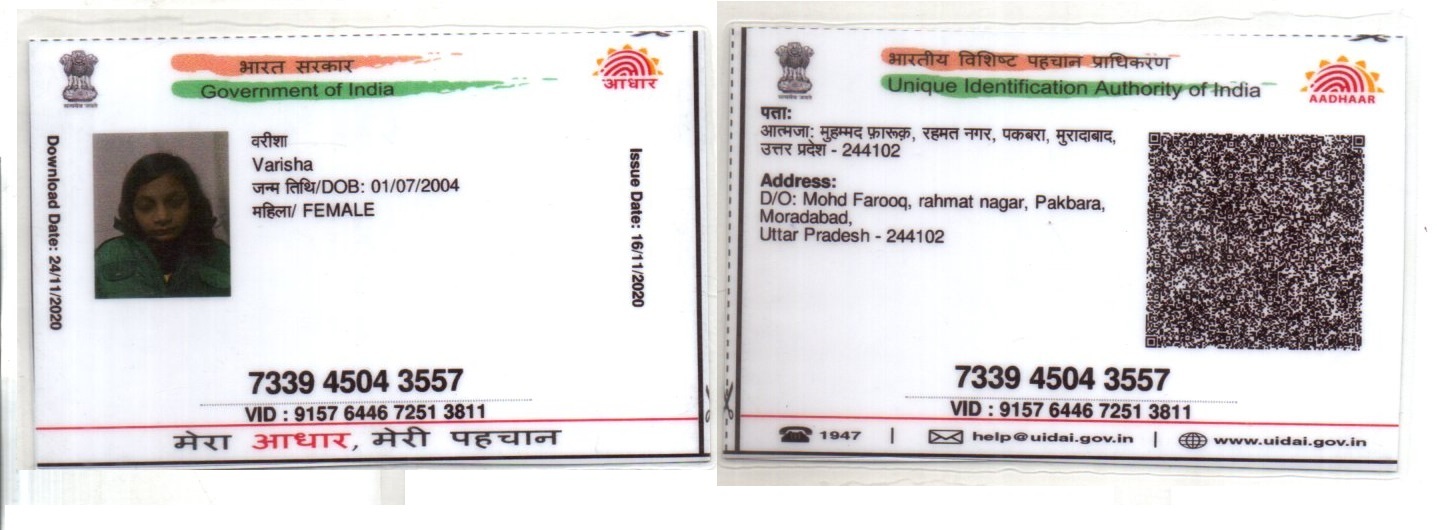 भारत सरकार
Government of India
आधार
Download Date: 24/11/2020
वरीशा
Varisha
जन्म तिथि/DOB: 01/07/2004
महिला/ FEMALE
Issue Date: 16/11/2020
7339 4504 3557
VID : 9157 6446 7251 3811
मेरा आधार, मेरी पहचान
भारतीय विशिष्ट पहचान प्राधिकरण
Unique Identification Authority of India
AADHAAR
पता:
आत्मजा: मुहम्मद फ़ारूक़, रहमत नगर, पकबरा, मुरादाबाद,
उत्तर प्रदेश - 244102
Address:
D/O: Mohd Farooq, rahmat nagar, Pakbara,
Moradabad,
Uttar Pradesh - 244102
7339 4504 3557
VID : 9157 6446 7251 3811
1947 | help@uidai.gov.in | www.uidai.gov.in